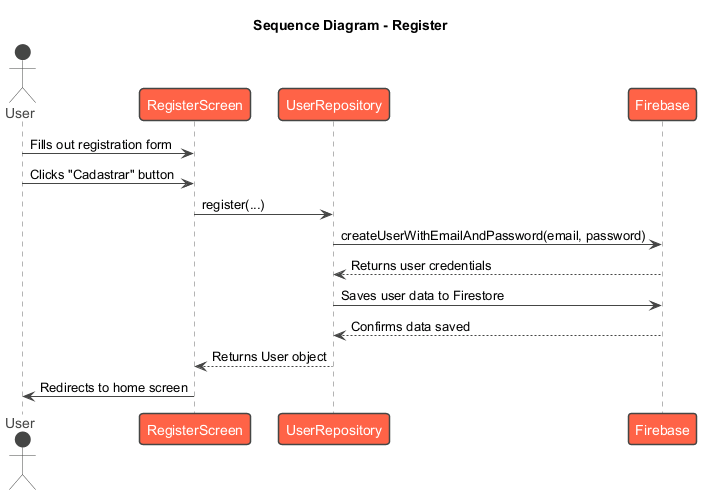 Sequence Diagram - Register
User
RegisterScreen
UserRepository
Firebase
Fills out registration form
Clicks "Cadastrar" button
register(...)
createUserWithEmailAndPassword(email, password)
Returns user credentials
Saves user data to Firestore
Confirms data saved
Returns User object
Redirects to home screen
User
RegisterScreen
UserRepository
Firebase